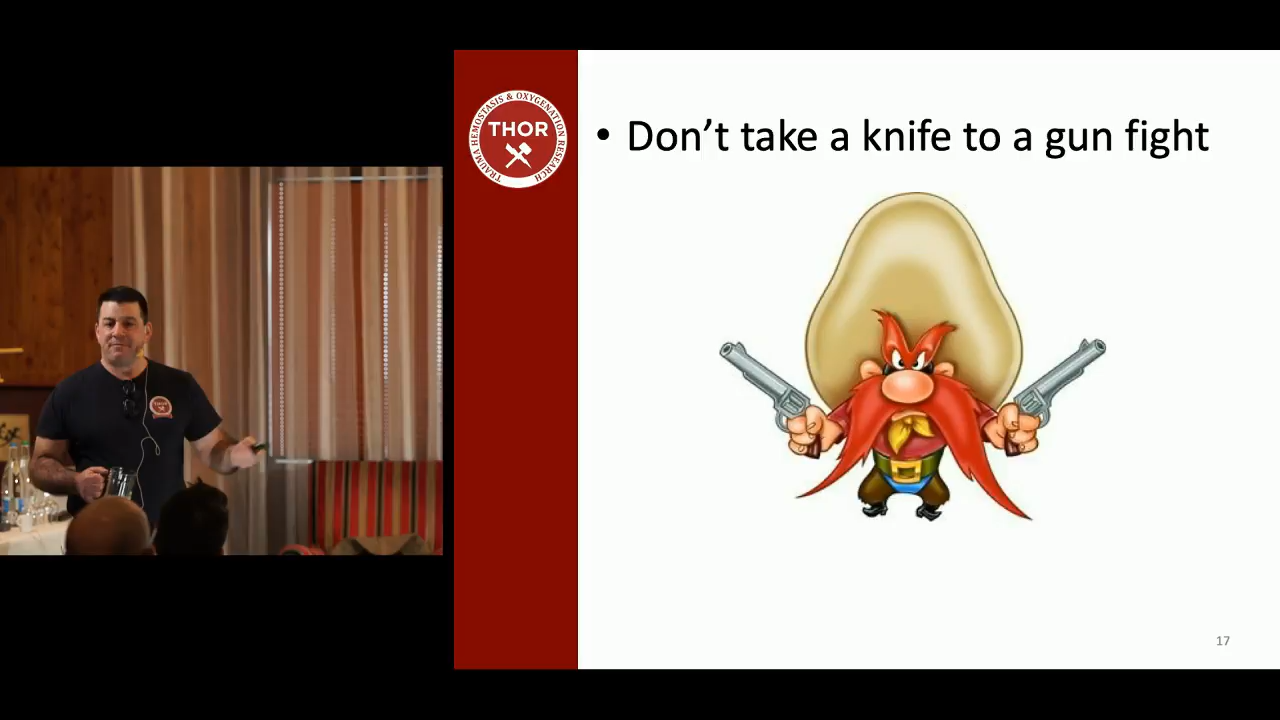 TRAUMA HEMOSTASIS & OXYGENATION RESEARCH
THOR
• Don’t take a knife to a gun fight
17